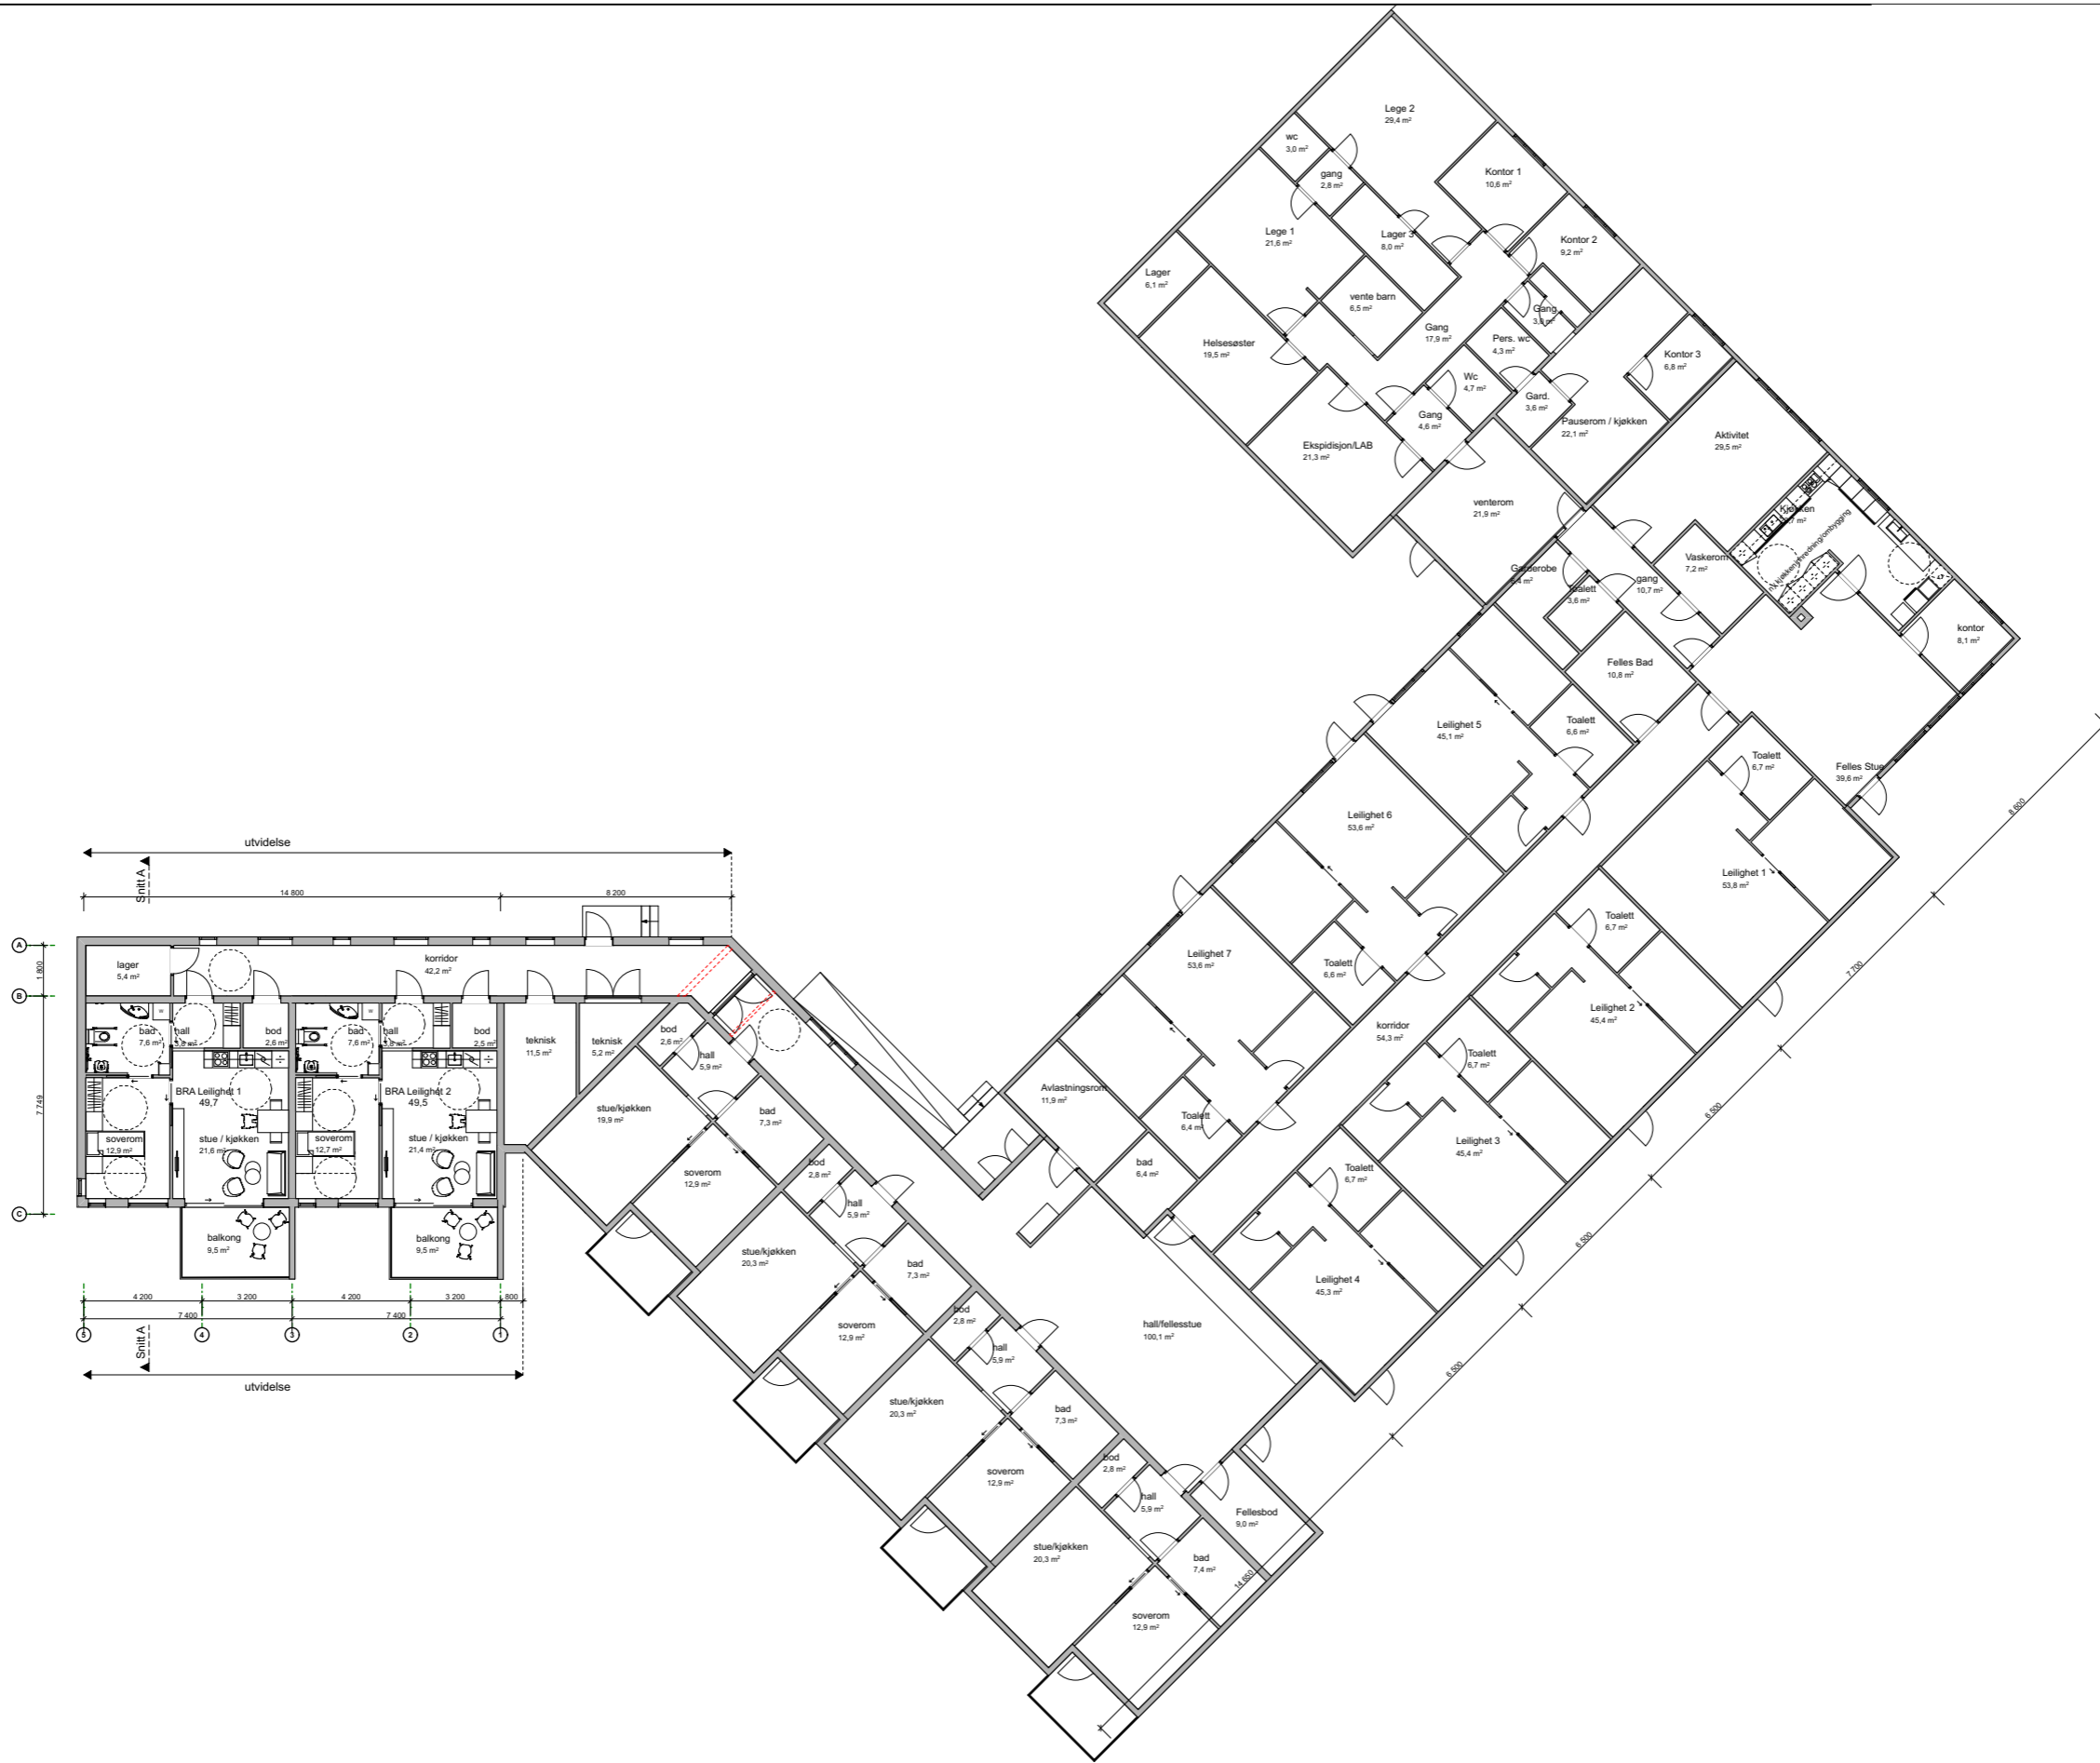 Lege 2
29,4 m²
wc
3,0 m²
gang
2,8 m²
Kontor 1
10,6 m²
Lege 1
21,6 m²
Lager 3
8,0 m²
Kontor 2
9,2 m²
Lager
6,1 m²
vente barn
6,5 m²
Gang
Gang
17,9 m²
Helsesøster
19,5 m²
Pers. wc
4,3 m²
Kontor 3
6,8 m²
Wc
4,7 m²
Gard.
3,6 m²
Gang
4,6 m²
Pauserom / kjøkken
22,1 m²
Ekspidisjon/LAB
21,3 m²
Aktivitet
29,5 m²
venterom
21,9 m²
Kjøkken
ny kjøkkeninnredning/ombygging
Vaskerom
7,2 m²
Garderobe
gang
10,7 m²
Toalett
3,6 m²
kontor
8,1 m²
Felles Bad
10,8 m²
Leilighet 5
45,1 m²
Toalett
6,6 m²
Toalett
6,7 m²
Felles Stue
39,6 m²
8 600
Leilighet 6
53,6 m²
Leilighet 1
53,8 m²
7 700
Toalett
6,7 m²
Leilighet 7
53,6 m²
Toalett
6,6 m²
Leilighet 2
45,4 m²
korridor
54,3 m²
Toalett
6,7 m²
6 500
Avlastningsrom
11,9 m²
Toalett
6,4 m²
Leilighet 3
45,4 m²
bad
6,4 m²
Toalett
6,7 m²
6 500
Leilighet 4
45,3 m²
6 500
hall/fellesstue
100,1 m²
utvidelse
Snitt A
14 800
8 200
A
1 800
B
7 749
C
lager
5,4 m²
korridor
42,2 m²
bad
7,6 m²
hall
bod
2,6 m²
bad
7,6 m²
hall
bod
2,5 m²
W
W
teknisk
11,5 m²
teknisk
5,2 m²
BRA Leilighet 1
49,7
BRA Leilighet 2
49,5
soverom
12,9 m²
stue / kjøkken
21,6 m²
soverom
12,7 m²
stue / kjøkken
21,4 m²
balkong
9,5 m²
balkong
9,5 m²
4 200
3 200
4 200
3 200
800
7 400
7 400
5
4
3
2
1
Snitt A
utvidelse
bod
2,6 m²
hall
5,9 m²
stue/kjøkken
19,9 m²
bad
7,3 m²
soverom
12,9 m²
bod
2,8 m²
hall
5,9 m²
stue/kjøkken
20,3 m²
bad
7,3 m²
soverom
12,9 m²
bod
2,8 m²
hall
5,9 m²
stue/kjøkken
20,3 m²
bad
7,3 m²
soverom
12,9 m²
bod
2,8 m²
hall
5,9 m²
stue/kjøkken
20,3 m²
Fellesbod
9,0 m²
bad
7,4 m²
soverom
12,9 m²
14 650